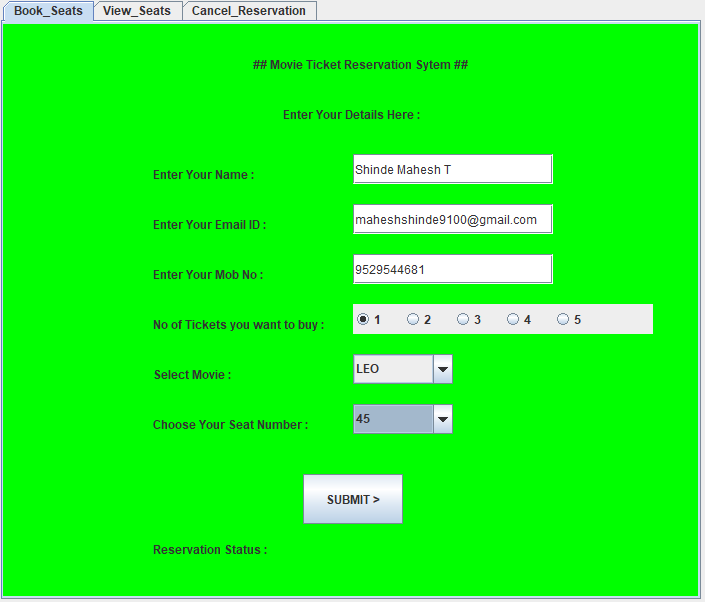 Book_Seats View_Seats Cancel_Reservation
## Movie Ticket Reservation Sytem ##
Enter Your Details Here :
Enter Your Name : Shinde Mahesh T
Enter Your Email ID : maheshshinde9100@gmail.com
Enter Your Mob No : 9529544681
No of Tickets you want to buy : 1 2 3 4 5
Select Movie : LEO
Choose Your Seat Number : 45
SUBMIT >
Reservation Status :